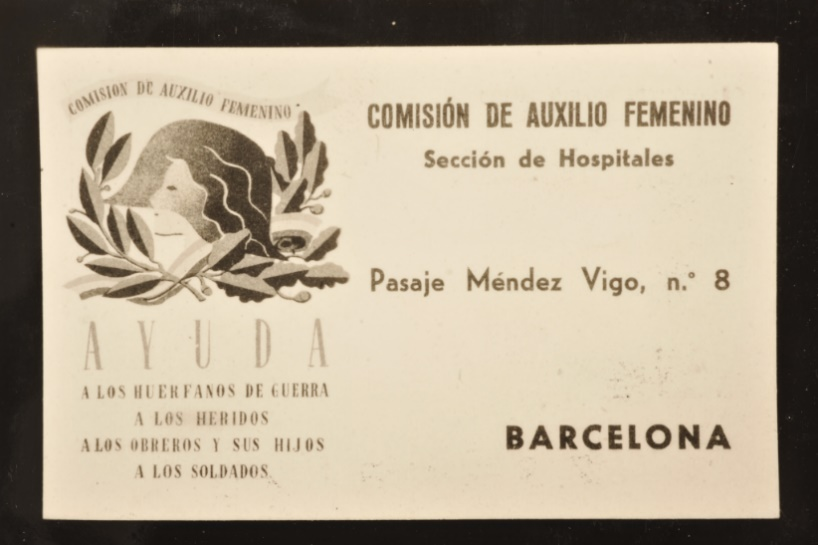 COMISION DE AUXILIO FEMENINO
AYUDA
A LOS HUERFANOS DE GUERRA
A LOS HERIDOS
A LOS OBREROS Y SUS HIJOS
A LOS SOLDADOS
COMISIÓN DE AUXILIO FEMENINO
Sección de Hospitales
Pasaje Méndez Vigo, n.° 8
BARCELONA